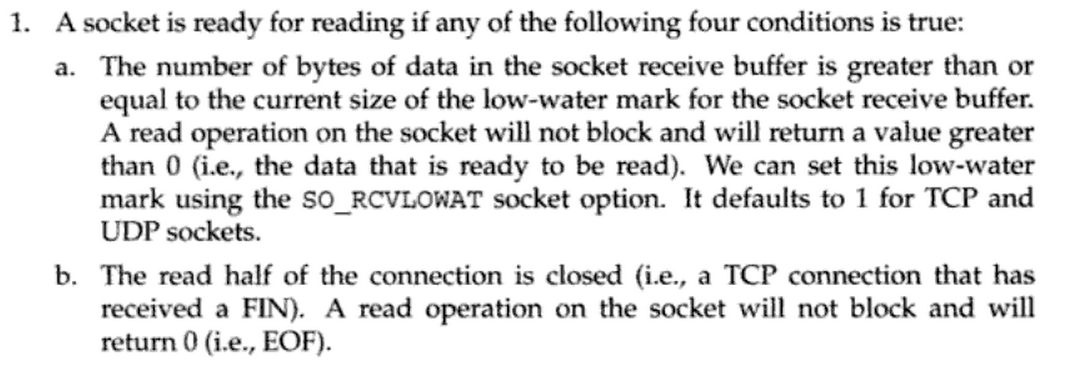 1. A socket is ready for reading if any of the following four conditions is true:
a. The number of bytes of data in the socket receive buffer is greater than or
equal to the current size of the low-water mark for the socket receive buffer.
A read operation on the socket will not block and will return a value greater
than 0 (i.e., the data that is ready to be read). We can set this low-water
mark using the SO_RCVLOWAT socket option. It defaults to 1 for TCP and
UDP sockets.
b. The read half of the connection is closed (i.e., a TCP connection that has
received a FIN). A read operation on the socket will not block and will
return 0 (i.e., EOF).